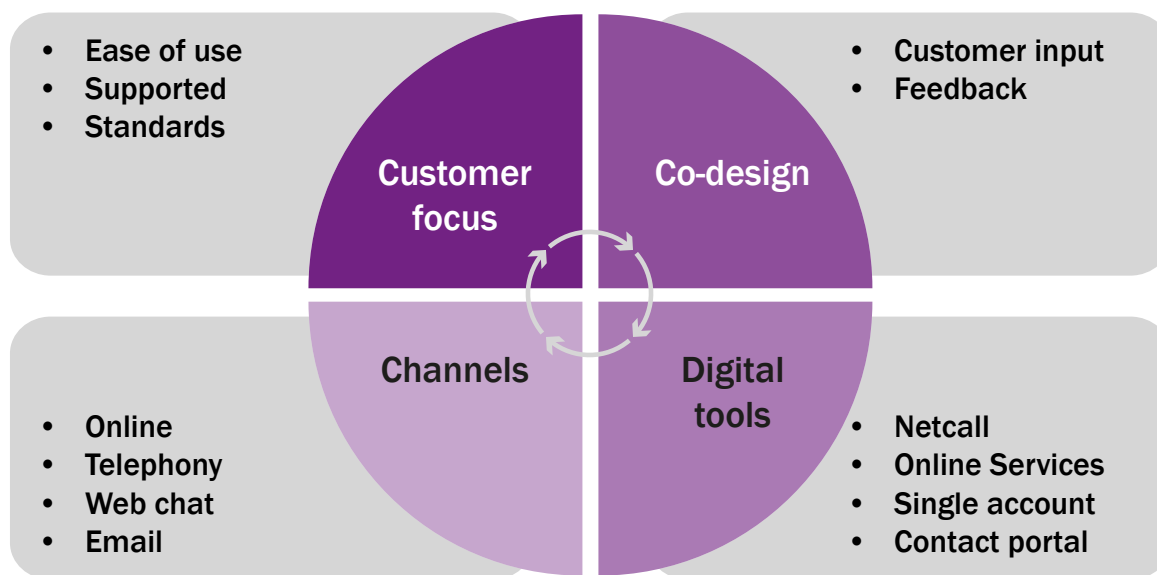 • Ease of use
• Supported
• Standards
Customer
focus
Co-design
• Customer input
• Feedback
Channels
• Online
• Telephony
• Web chat
• Email
Digital
tools
• Netcall
• Online Services
• Single account
• Contact portal